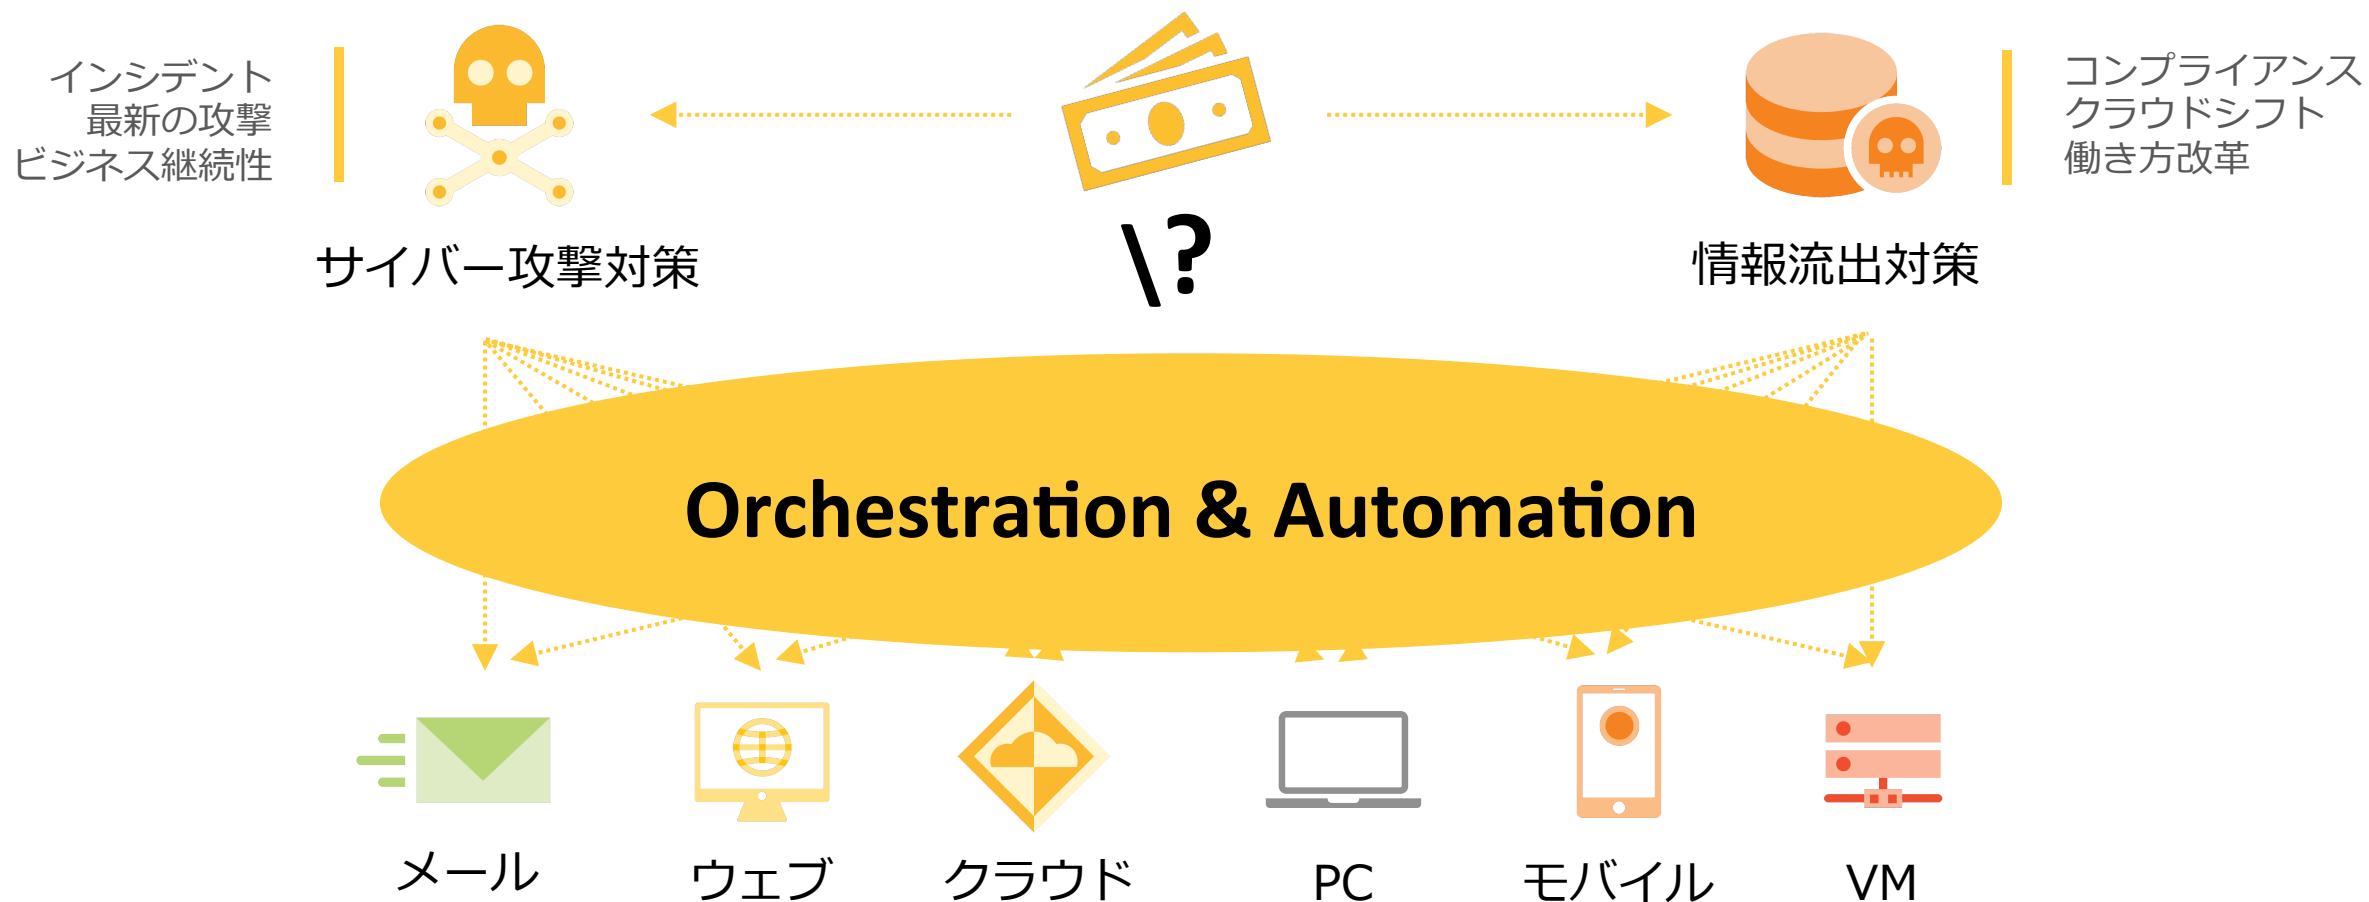 インシデント
最新の攻撃
ビジネス継続性
コンプライアンス
クラウドシフト
働き方改革
サイバー攻撃対策
\?
情報流出対策
Orchestration & Automation
メール
ウェブ
クラウド
PC
モバイル
VM